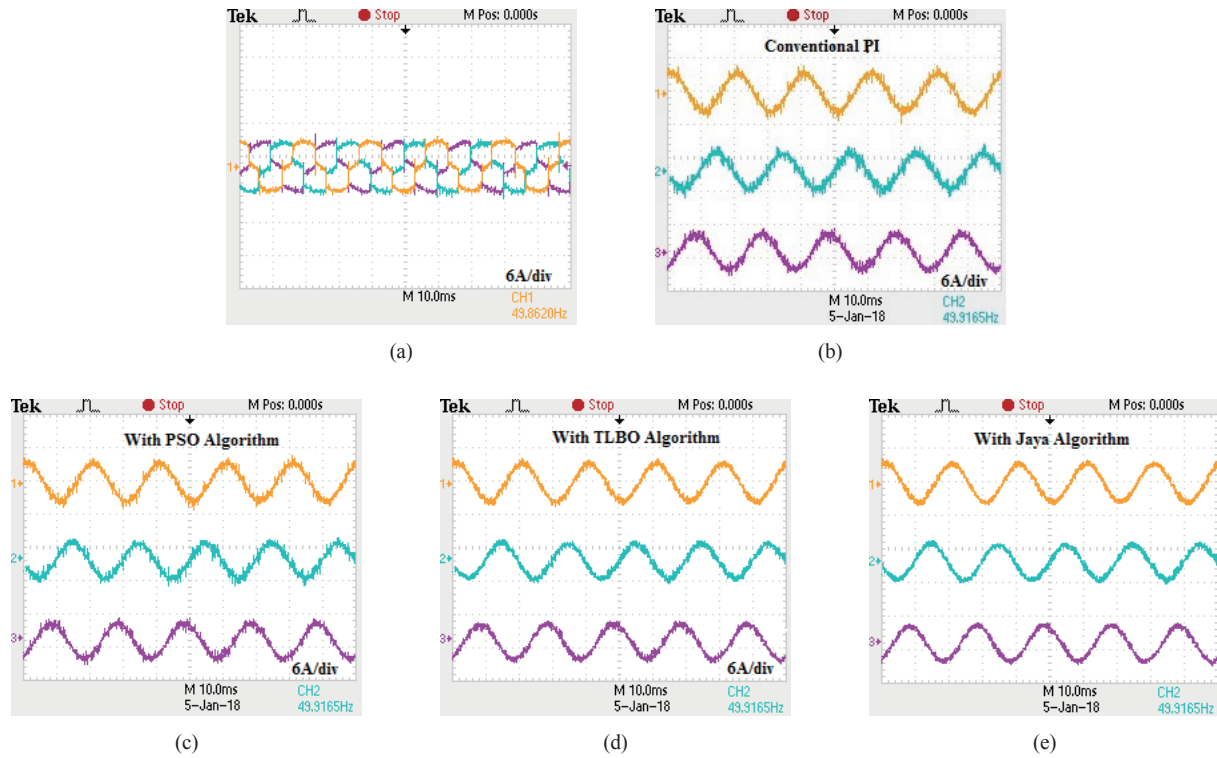 Tek
Stop
M Pos: 0.000s
1
6A/div
M 10.0ms
CH1
49.8620Hz
(a)
Tek
Stop
M Pos: 0.000s
Conventional PI
1
2
3
6A/div
M 10.0ms
CH2
5-Jan-18
49.9165Hz
(b)
Tek
Stop
M Pos: 0.000s
With PSO Algorithm
1
2
3
6A/div
M 10.0ms
CH2
5-Jan-18
49.9165Hz
(c)
Tek
Stop
M Pos: 0.000s
With TLBO Algorithm
1
2
3
6A/div
M 10.0ms
CH2
5-Jan-18
49.9165Hz
(d)
Tek
Stop
M Pos: 0.000s
With Jaya Algorithm
1
2
3
M 10.0ms
CH2
5-Jan-18
49.9165Hz
(e)